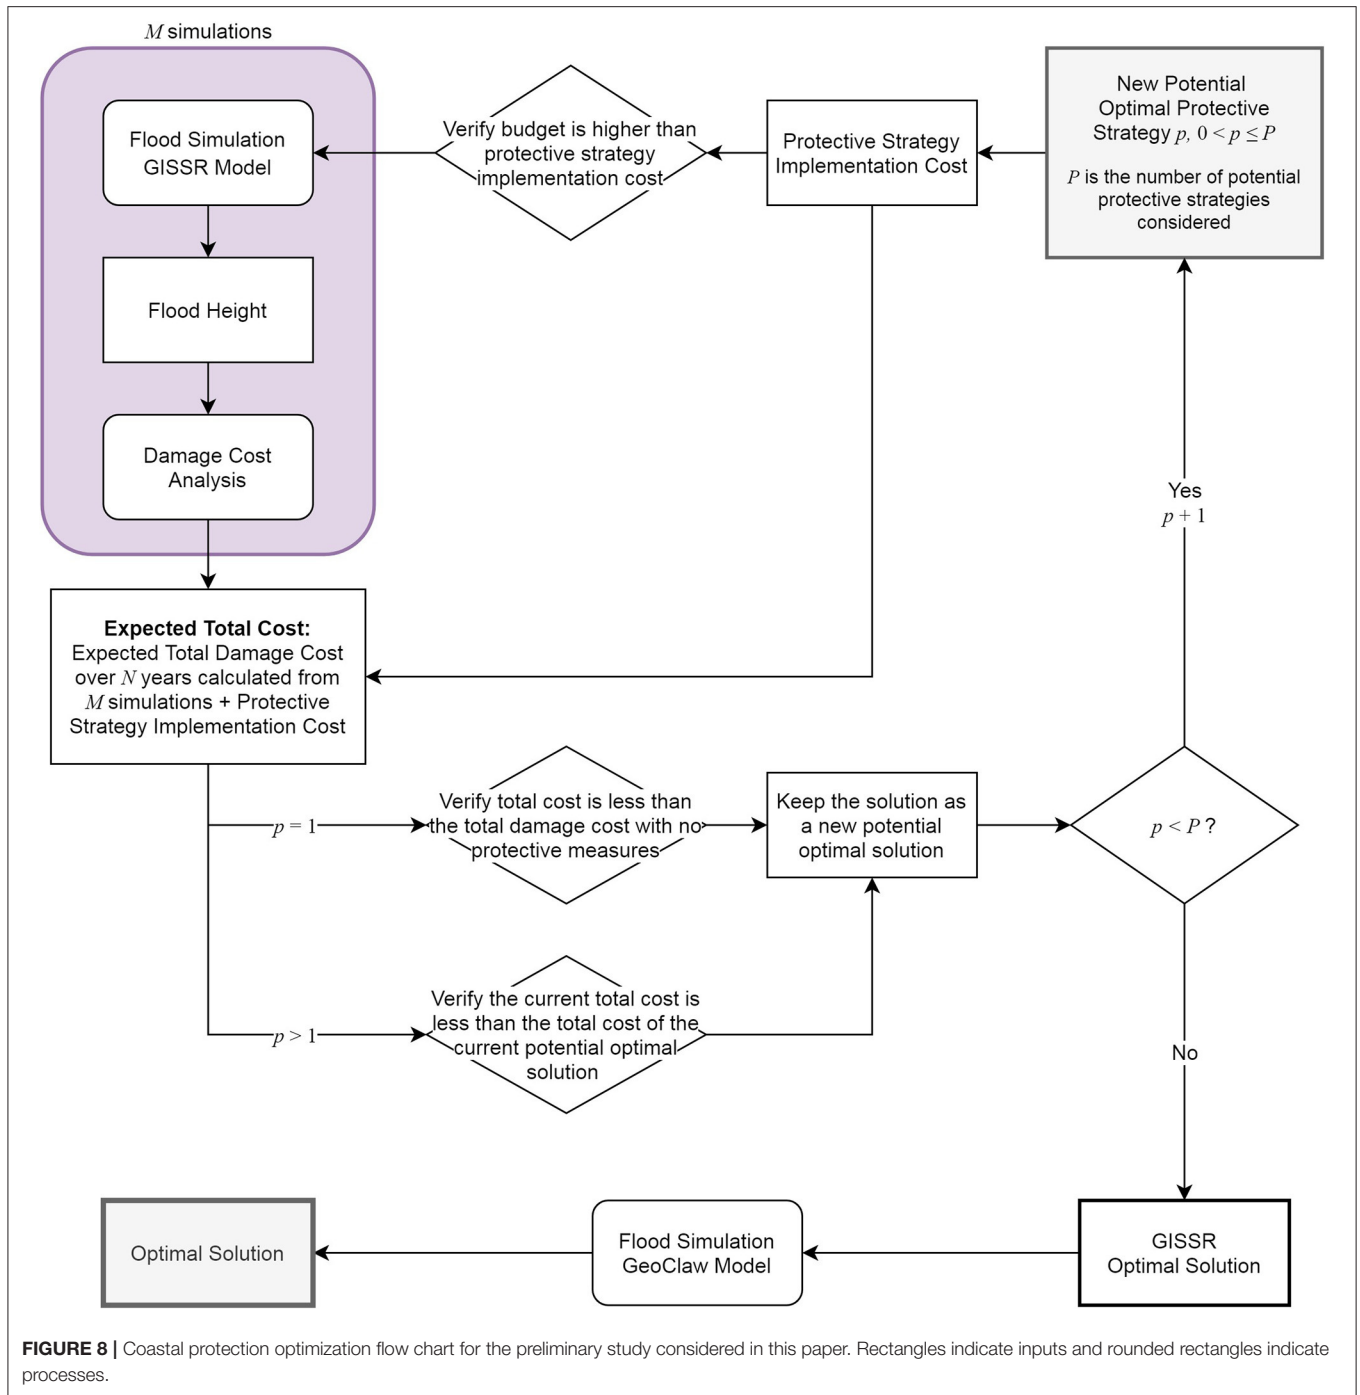 M simulations
Flood Simulation
GISSR Model
Verify budget is higher than
protective strategy
implementation cost
Protective Strategy
Implementation Cost
New Potential
Optimal Protective
Strategy p, 0 < p ≤ P
P is the number of potential
protective strategies
considered
Flood Height
Damage Cost
Analysis
Yes
p + 1
Expected Total Cost:
Expected Total Damage Cost
over N years calculated from
M simulations + Protective
Strategy Implementation Cost
p = 1
Verify total cost is less than
the total damage cost with no
protective measures
Keep the solution as
a new potential
optimal solution
p < P ?
p > 1
Verify the current total cost is
less than the total cost of the
current potential optimal
solution
No
Optimal Solution
Flood Simulation
GeoClaw Model
GISSR
Optimal Solution
FIGURE 8 | Coastal protection optimization flow chart for the preliminary study considered in this paper. Rectangles indicate inputs and rounded rectangles indicate
processes.